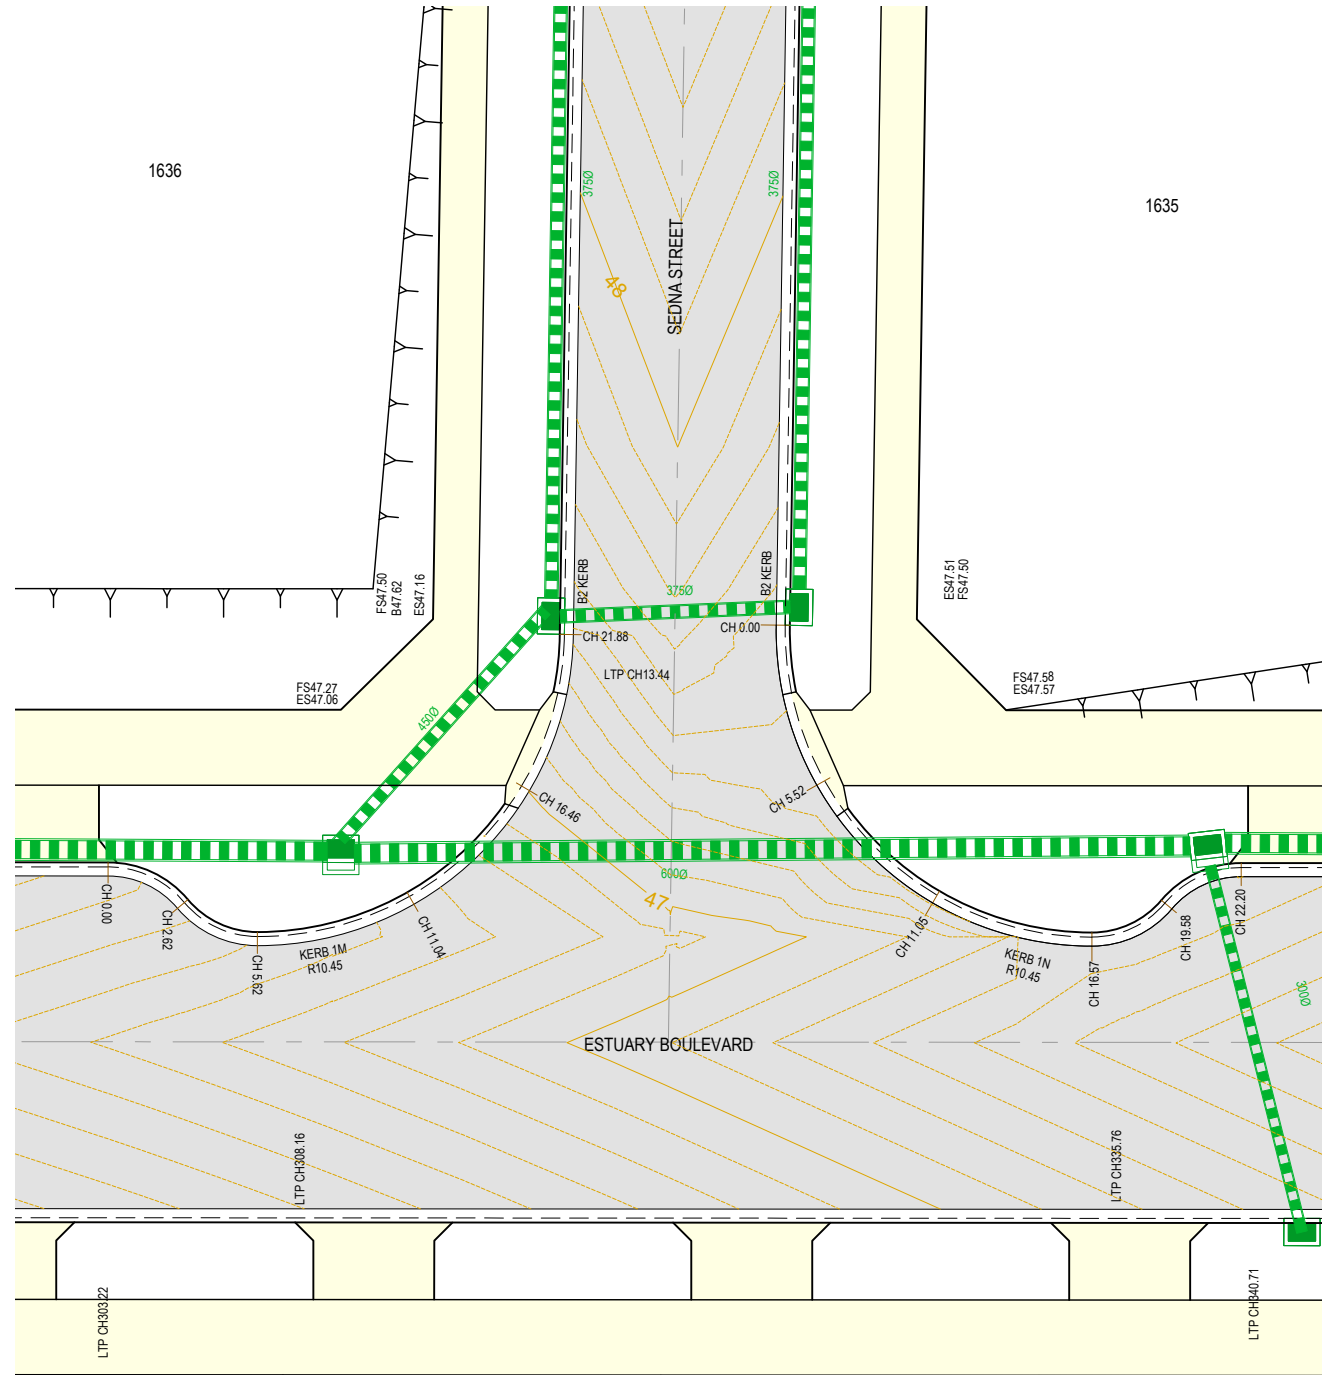 1636
1635
375Ø
375Ø
SEDNA STREET
48
FS47.50
B47.62
ES47.16
B2 KERB
375Ø
B2 KERB
ES47.51
FS47.50
CH 21.88
CH 0.00
LTP CH13.44
FS47.27
ES47.06
FS47.58
ES47.57
450Ø
CH 16.46
CH 5.52
600Ø
47
CH 0.00
CH 2.62
CH 5.62
KERB 1M
R10.45
CH 11.04
CH 11.05
KERB 1N
R10.45
CH 16.57
CH 19.58
CH 22.20
300Ø
ESTUARY BOULEVARD
LTP CH308.16
LTP CH335.76
LTP CH303.22
LTP CH340.71